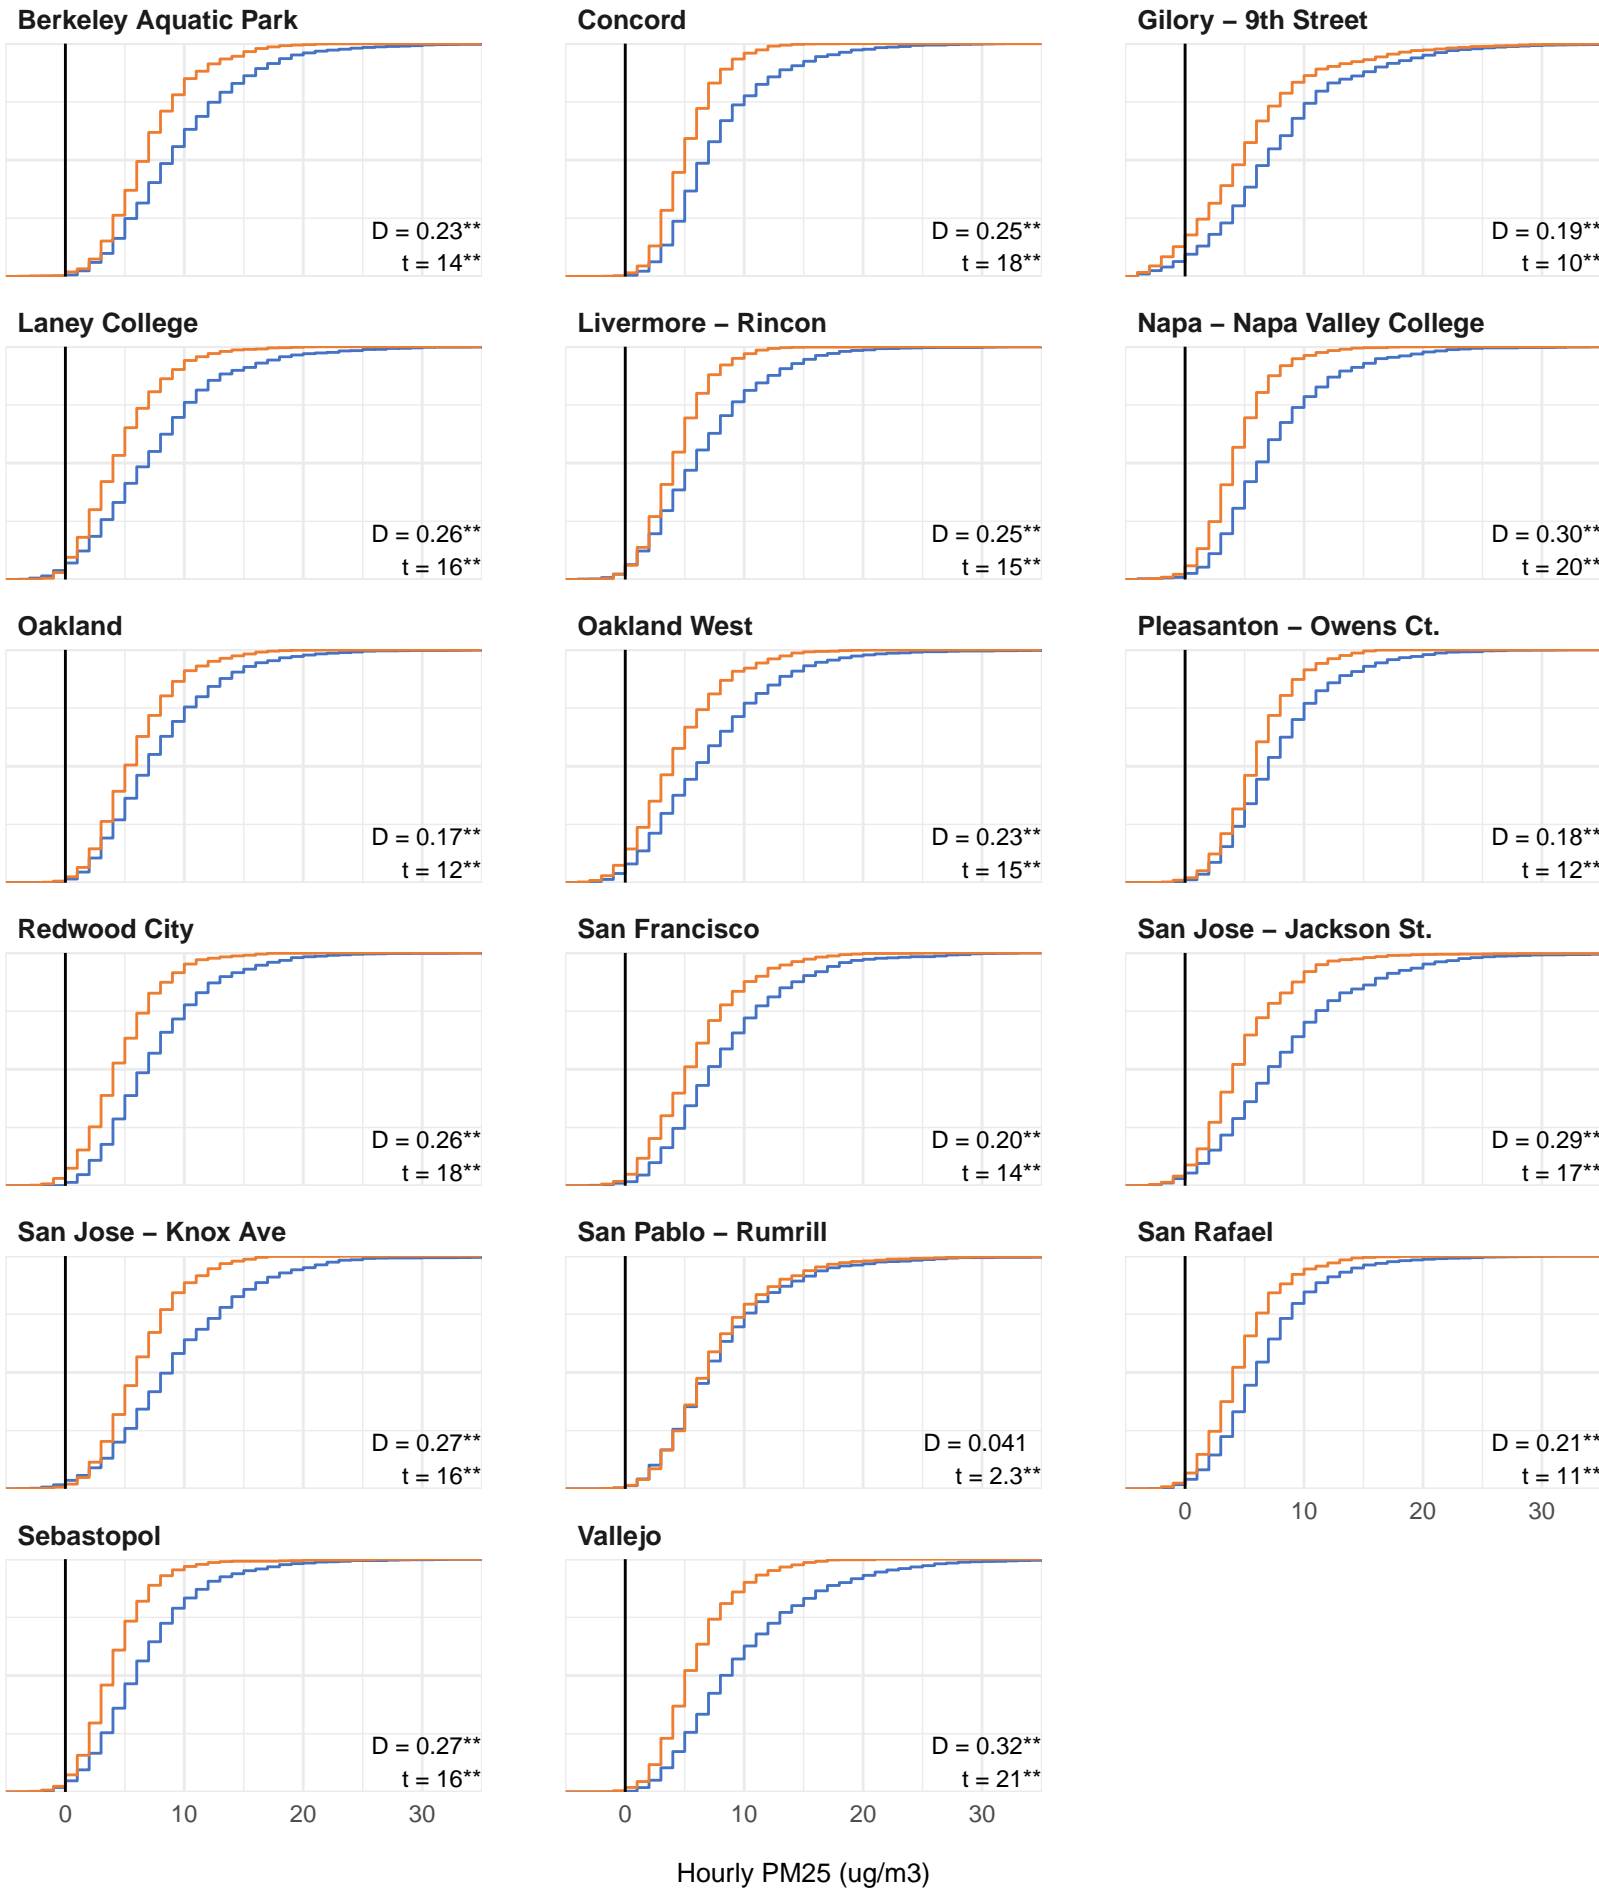 Berkeley Aquatic Park
D = 0.23**
t = 14**
Concord
D = 0.25**
t = 18**
Gilory – 9th Street
D = 0.19**
t = 10**
Laney College
D = 0.26**
t = 16**
Livermore – Rincon
D = 0.25**
t = 15**
Napa – Napa Valley College
D = 0.30**
t = 20**
Oakland
D = 0.17**
t = 12**
Oakland West
D = 0.23**
t = 15**
Pleasanton – Owens Ct.
D = 0.18**
t = 12**
Redwood City
D = 0.26**
t = 18**
San Francisco
D = 0.20**
t = 14**
San Jose – Jackson St.
D = 0.29**
t = 17**
San Jose – Knox Ave
D = 0.27**
t = 16**
San Pablo – Rumrill
D = 0.041
t = 2.3**
San Rafael
D = 0.21**
t = 11**
0 10 20 30
Sebastopol
D = 0.27**
t = 16**
0 10 20 30
Vallejo
D = 0.32**
t = 21**
0 10 20 30
Hourly PM25 (ug/m3)